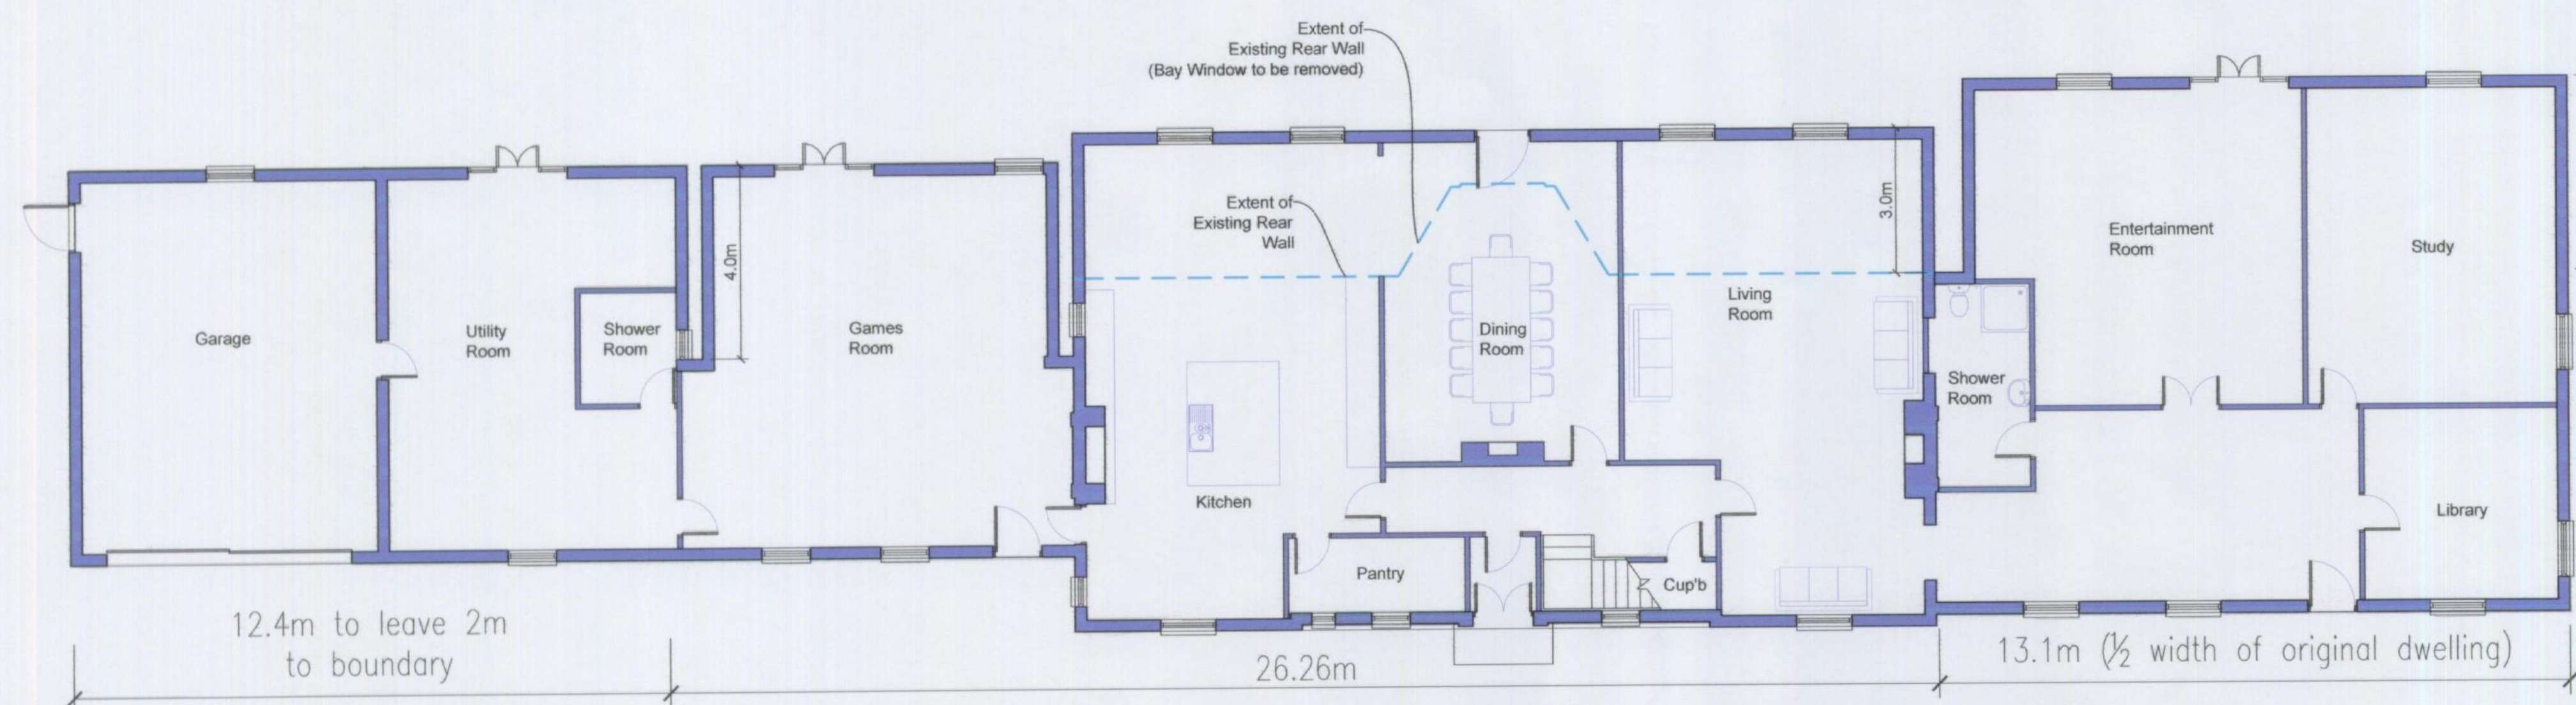 Extent of
Existing Rear Wall
(Bay Window to be removed)
Extent of
Existing Rear
Wall
4.0m
3.0m
Garage
Utility
Room
Shower
Room
Games
Room
Kitchen
Dining
Room
Living
Room
Pantry
Cup'b
Shower
Room
Entertainment
Room
Study
Library
12.4m to leave 2m
to boundary
26.26m
13.1m (½ width of original dwelling)